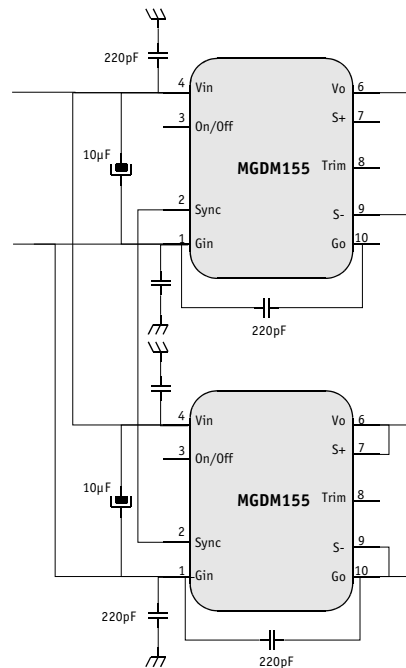 220pF
4 Vin Vo 6
3 On/Off S+ 7
10µF
MGDM155 Trim 8
2 Sync S- 9
1 Gin Go 10
220pF
4 Vin Vo 6
3 On/Off S+ 7
10µF
MGDM155 Trim 8
2 Sync S- 9
1 Gin Go 10
220pF
220pF